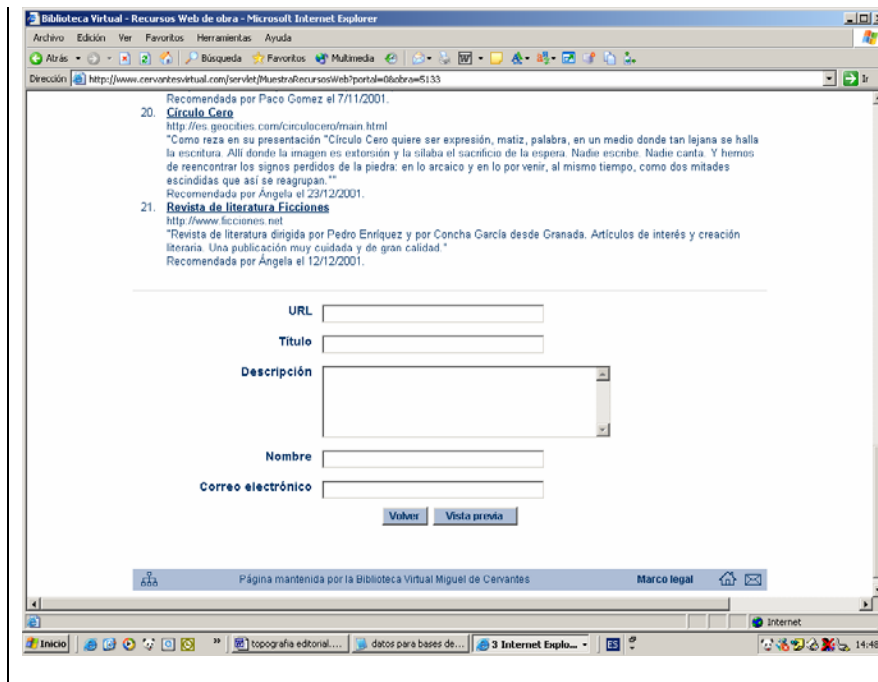 Biblioteca Virtual - Recursos Web de obra - Microsoft Internet Explorer
Archivo Edición Ver Favoritos Herramientas Ayuda
Atrás Búsqueda Favoritos Multimedia
Dirección http://www.cervantesvirtual.com/servlet/MuestraRecursosWeb?portal=0&obra=5133 Ir
Recomendada por Paco Gomez el 7/11/2001.
20. Círculo Cero
http://es.geocities.com/circulocero/main.html
"Como reza en su presentación "Círculo Cero quiere ser expresión, matiz, palabra, en un medio donde tan lejana se halla
la escritura. Allí donde la imagen es extorsión y la sílaba el sacrificio de la espera. Nadie escribe. Nadie canta. Y hemos
de reencontrar los signos perdidos de la piedra: en lo arcaico y en lo por venir, al mismo tiempo, como dos mitades
escindidas que así se reagrupan.""
Recomendada por Ángela el 23/12/2001.
21. Revista de literatura Ficciones
http://www.ficciones.net
"Revista de literatura dirigida por Pedro Enríquez y por Concha García desde Granada. Artículos de interés y creación
literaria. Una publicación muy cuidada y de gran calidad."
Recomendada por Ángela el 12/12/2001.
URL
Título
Descripción
Nombre
Correo electrónico
Volver Vista previa
Página mantenida por la Biblioteca Virtual Miguel de Cervantes Marco legal
Internet
Inicio » topografia editorial.... datos para bases de... 3 Internet Explo... ES 14:48